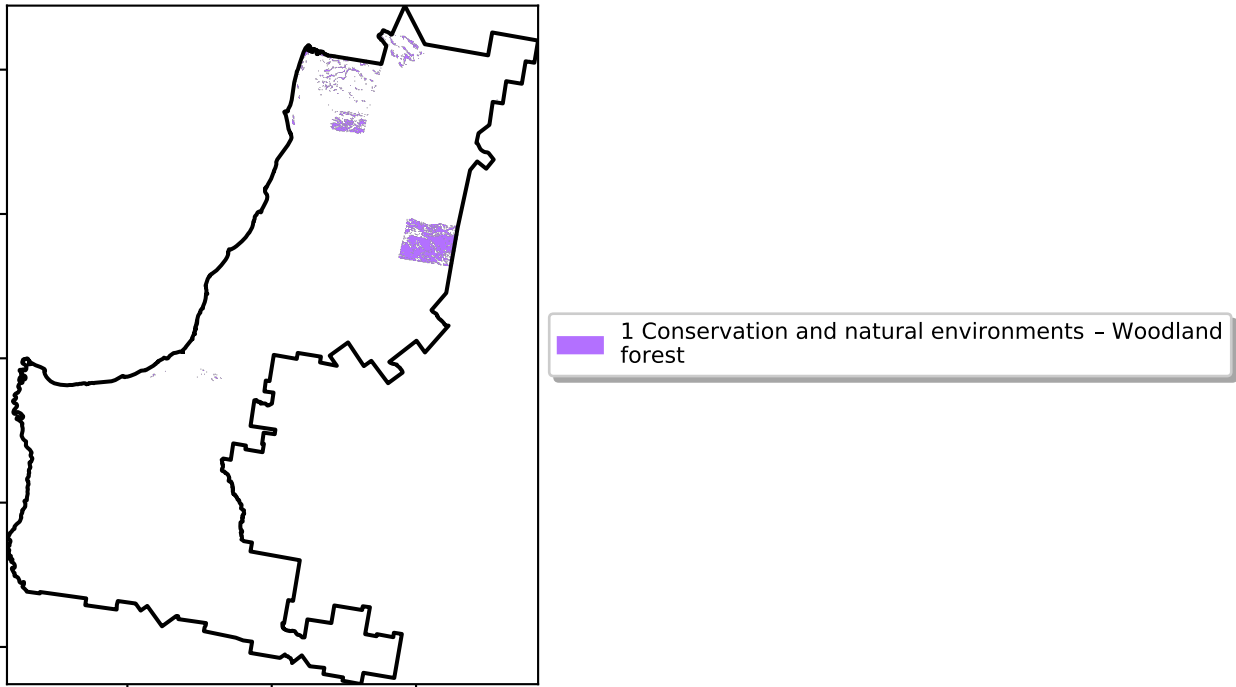 1 Conservation and natural environments – Woodland
forest